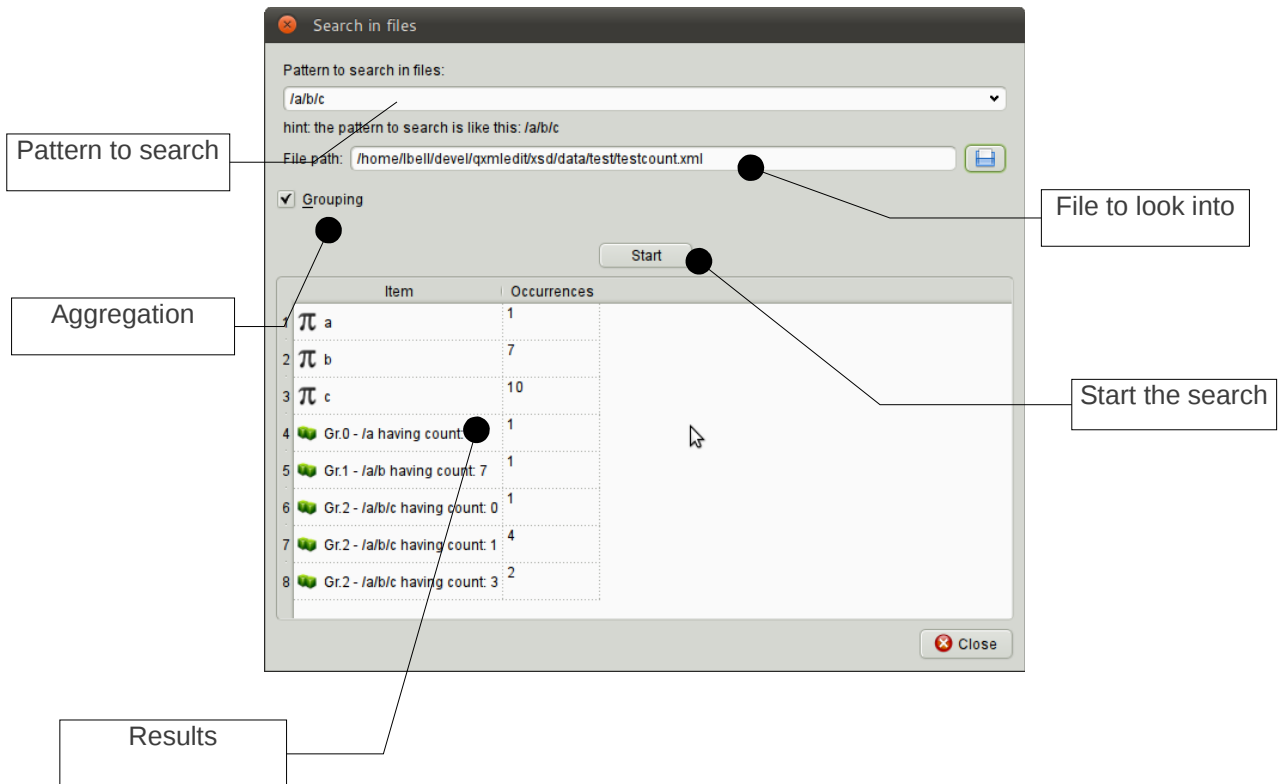 Search in files
Pattern to search in files:
/a/b/c
hint: the pattern to search is like this: /a/b/c
Pattern to search
File path: /home/lbell/devel/qxmledit/xsd/data/test/testcount.xml
Grouping
File to look into
Start
Item Occurrences
Aggregation
1 π a 1
2 π b 7
3 π c 10
Start the search
4 Gr.0 - /a having count: 1
5 Gr.1 - /a/b having count: 7 1
6 Gr.2 - /a/b/c having count: 0 1
7 Gr.2 - /a/b/c having count: 1 4
8 Gr.2 - /a/b/c having count: 3 2
Close
Results